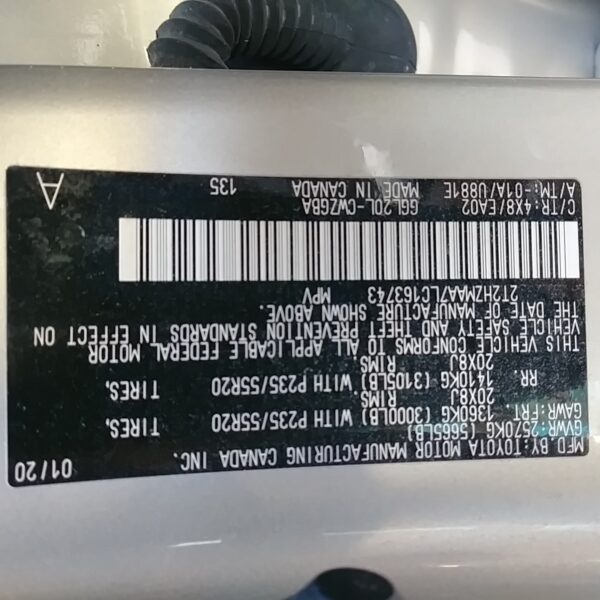 MFD BY: TOYOTA MOTOR MANUFACTURING CANADA INC. 01/20
GVWR: 2570KG (5665LB)
GAWR: FRT. 1360KG (3000LB) WITH P235/55R20 TIRES,
20X8J RIMS
RR. 1410KG (3105LB) WITH P235/55R20 TIRES,
20X8J RIMS
THIS VEHICLE CONFORMS TO ALL APPLICABLE FEDERAL MOTOR
VEHICLE SAFETY AND THEFT PREVENTION STANDARDS IN EFFECT ON
THE DATE OF MANUFACTURE SHOWN ABOVE.
2T2HZMAA7LC163743 MPV
C/TR: 4X8/EA02 GGL20L-CWZGBA
A/TM: -01A/U881E MADE IN CANADA 135 A